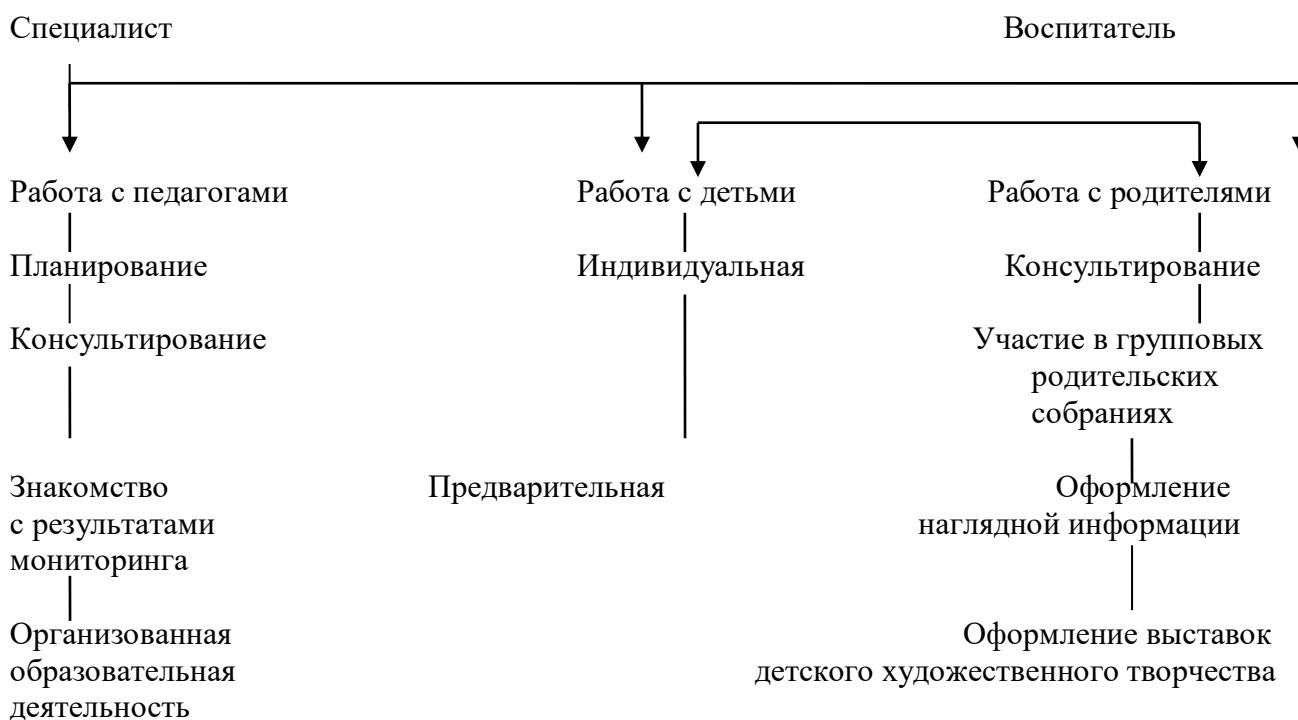 Специалист Воспитатель
Работа с педагогами Работа с детьми Работа с родителями
Планирование Индивидуальная Консультирование
Консультирование Участие в групповых
родительских
собраниях
Знакомство Предварительная Оформление
с результатами наглядной информации
мониторинга
Организованная Оформление выставок
образовательная детского художественного творчества
деятельность